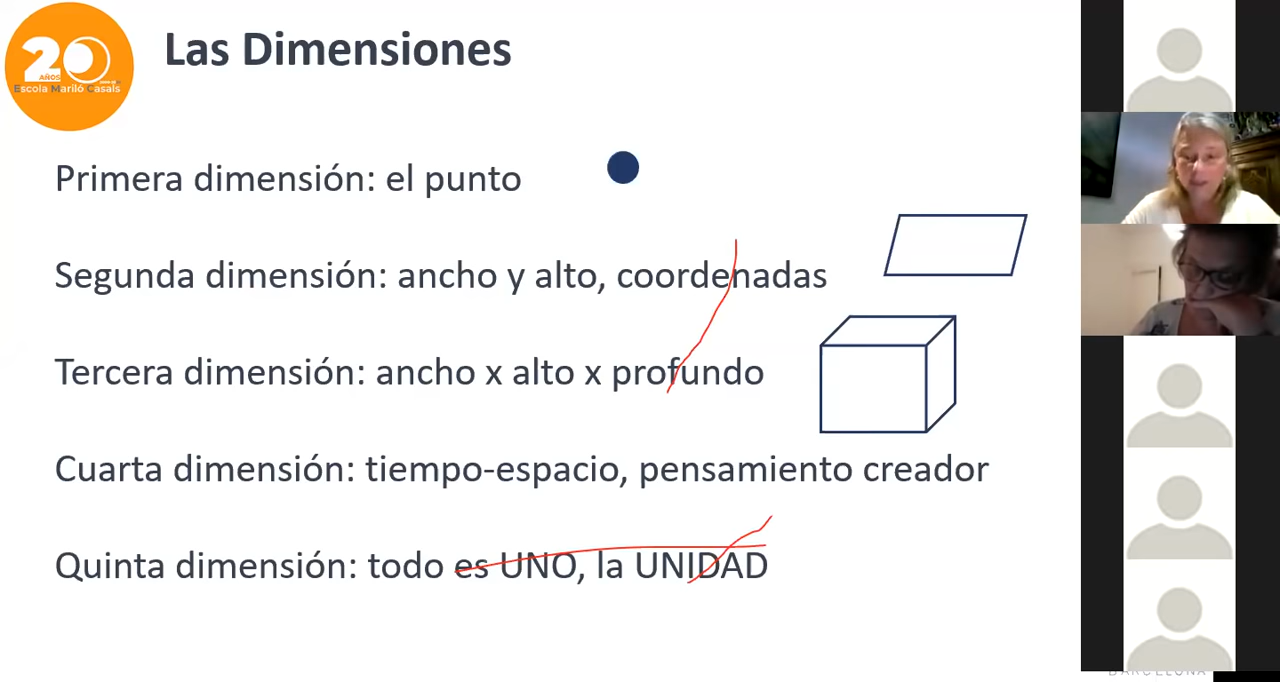 20
AÑOS
Escola Mariló Casals
Las Dimensiones
Primera dimensión: el punto
Segunda dimensión: ancho y alto, coordenadas
Tercera dimensión: ancho x alto x profundo
Cuarta dimensión: tiempo-espacio, pensamiento creador
Quinta dimensión: todo es UNO, la UNIDAD
BARCELONA